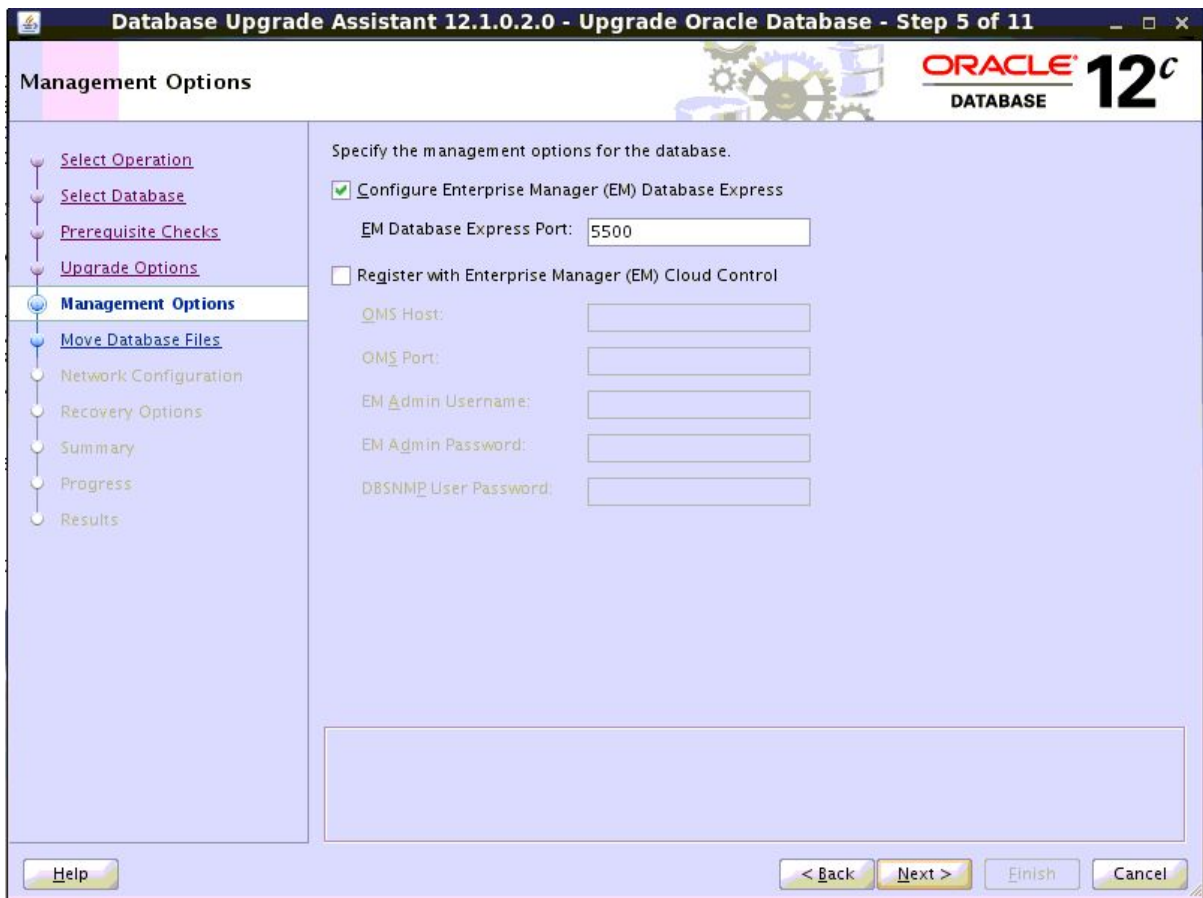 Database Upgrade Assistant 12.1.0.2.0 - Upgrade Oracle Database - Step 5 of 11
Management Options
ORACLE
DATABASE
12c
Select Operation
Select Database
Prerequisite Checks
Upgrade Options
Management Options
Move Database Files
Network Configuration
Recovery Options
Summary
Progress
Results
Specify the management options for the database.
Configure Enterprise Manager (EM) Database Express
EM Database Express Port: 5500
Register with Enterprise Manager (EM) Cloud Control
OMS Host:
OMS Port:
EM Admin Username:
EM Admin Password:
DBSNMP User Password:
Help
< Back
Next >
Finish
Cancel